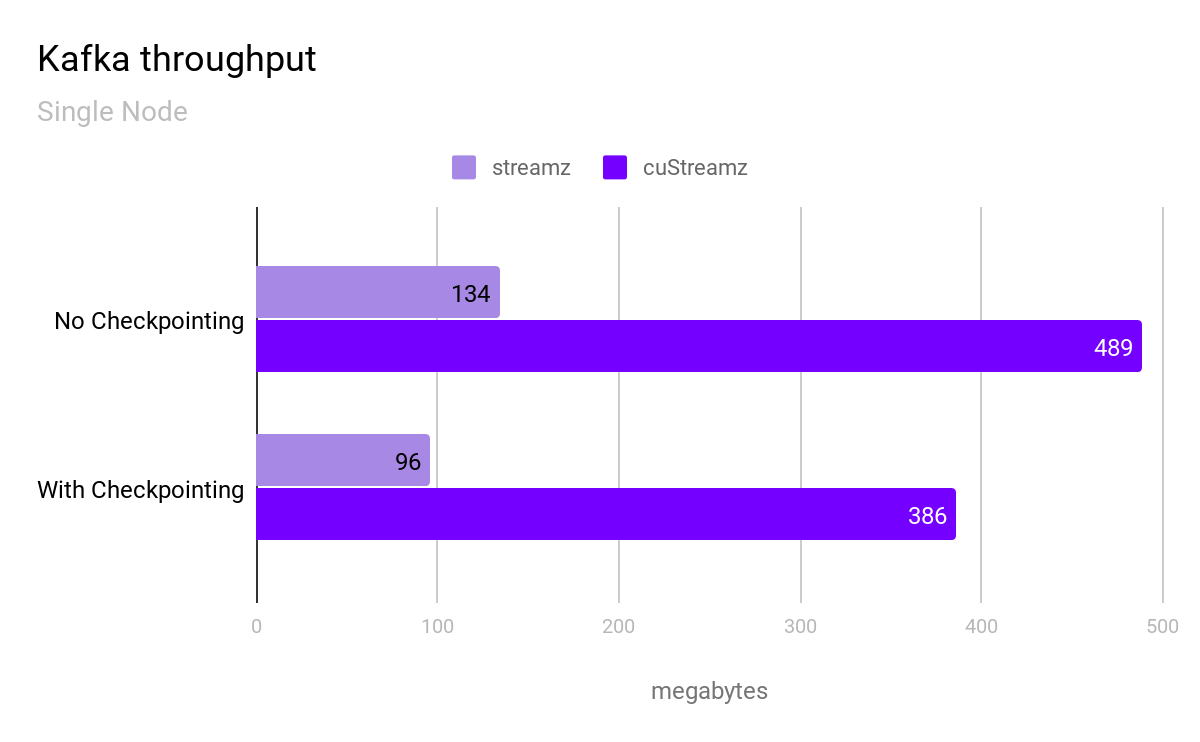 Kafka throughput
Single Node
streamz cuStreamz
No Checkpointing
134
489
With Checkpointing
96
386
0 100 200 300 400 500
megabytes